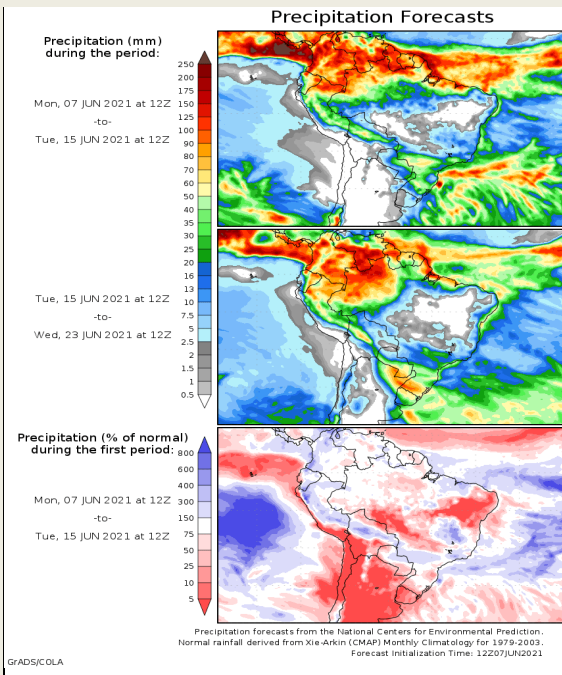 Precipitation Forecasts
Precipitation (mm)
during the period:
Mon, 07 JUN 2021 at 12Z
-to-
Tue, 15 JUN 2021 at 12Z
250
200
175
150
125
100
90
80
70
60
50
40
35
30
25
20
16
13
10
7.5
5
2.5
2
1.5
1
0.5
Tue, 15 JUN 2021 at 12Z
-to-
Wed, 23 JUN 2021 at 12Z
Precipitation (% of normal)
during the first period:
Mon, 07 JUN 2021 at 12Z
-to-
Tue, 15 JUN 2021 at 12Z
800
600
400
300
150
75
50
25
10
5
Precipitation forecasts from the National Centers for Environmental Prediction.
Normal rainfall derived from Xie-Arkin (CMAP) Monthly Climatology for 1979-2003.
Forecast Initialization Time: 12Z07JUN2021
GrADS/COLA